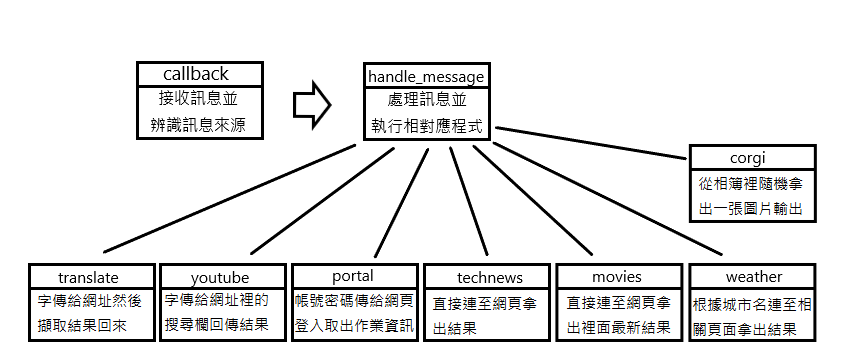 callback
接收訊息並
辨識訊息來源
handle_message
處理訊息並
執行相對應程式
corgi
從相簿裡隨機拿
出一張圖片輸出
translate
字傳給網址然後
擷取結果回來
youtube
字傳給網址裡的
搜尋欄回傳結果
portal
帳號密碼傳給網頁
登入取出作業資訊
technews
直接連至網頁拿
出結果
movies
直接連至網頁拿
出裡面最新結果
weather
根據城市名連至相
關頁面拿出結果